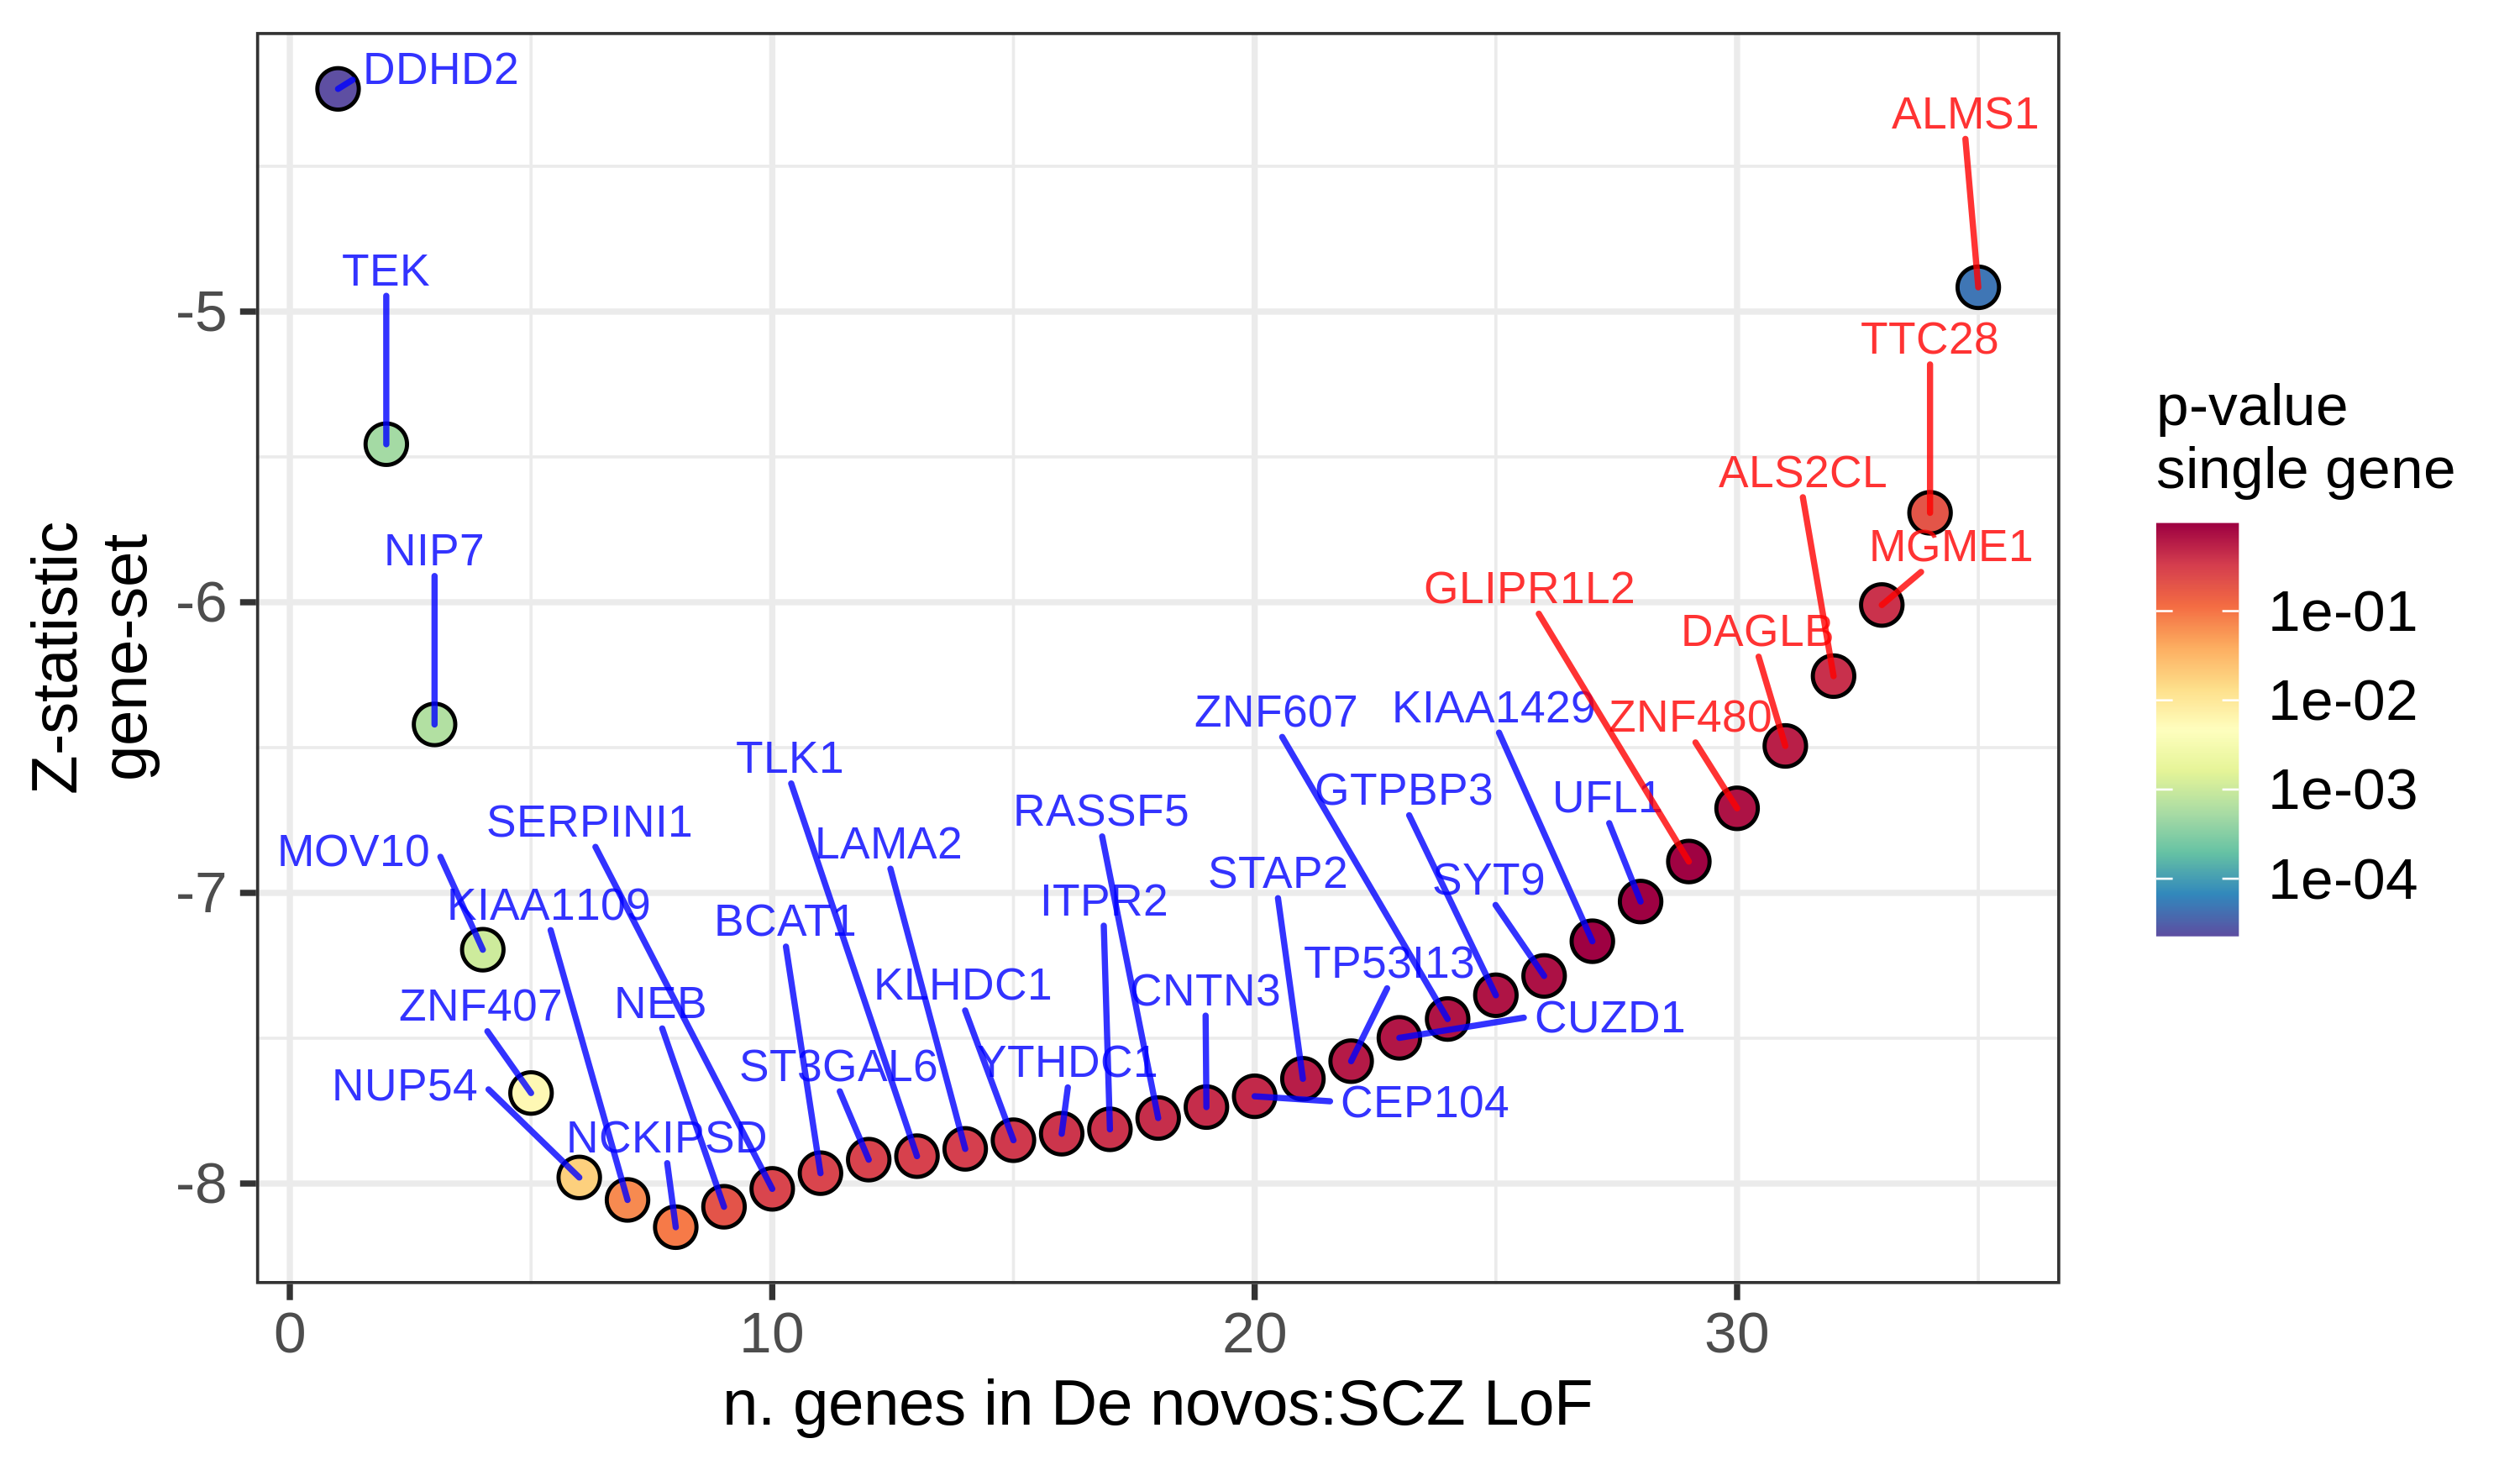 DDHD2
ALMS1
TEK
TTC28
ALS2CL
NIP7
MGME1
GLIPR1L2
DAGLB
ZNF607
KIAA1429
ZNF480
TLK1
GTPBP3
UFL1
SERPINI1
RASSF5
MOV10
LAMA2
STAP2
SYT9
KIAA1109
ITPR2
BCAT1
TP53I13
KLHDC1
CNTN3
ZNF407
NEB
CUZD1
ST3GAL6
YTHDC1
NUP54
CEP104
NCKIPSD
-5
-6
-7
-8
0
10
20
30
Z-statistic
gene-set
n. genes in De novos:SCZ LoF
p-value
single gene
1e-01
1e-02
1e-03
1e-04